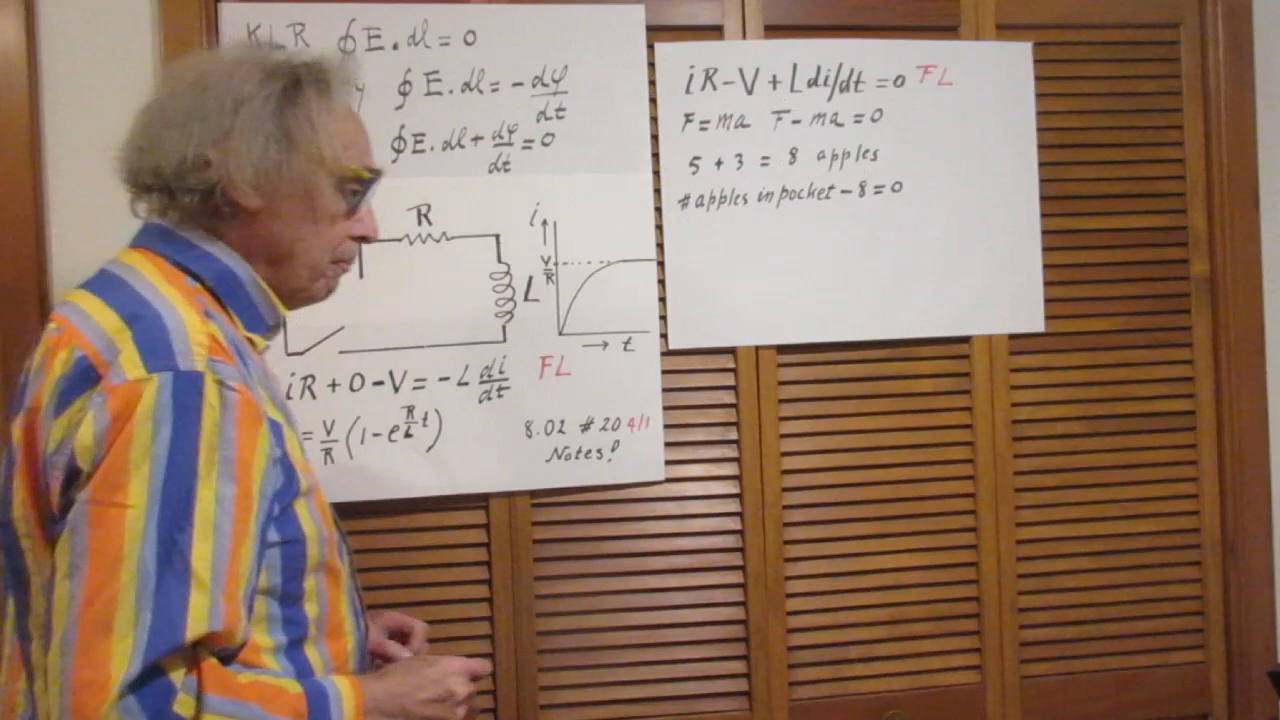 KLR ∮E.dl = 0
y ∮E.dl = -dφ/dt
∮E.dl + dφ/dt = 0
R
L
i
V/R
t
iR + 0 - V = -L di/dt FL
= V/R (1 - e^(R/L t))
8.02 #20 4/1
Notes!
iR - V + L di/dt = 0 FL
F = ma F - ma = 0
5 + 3 = 8 apples
# apples in pocket - 8 = 0